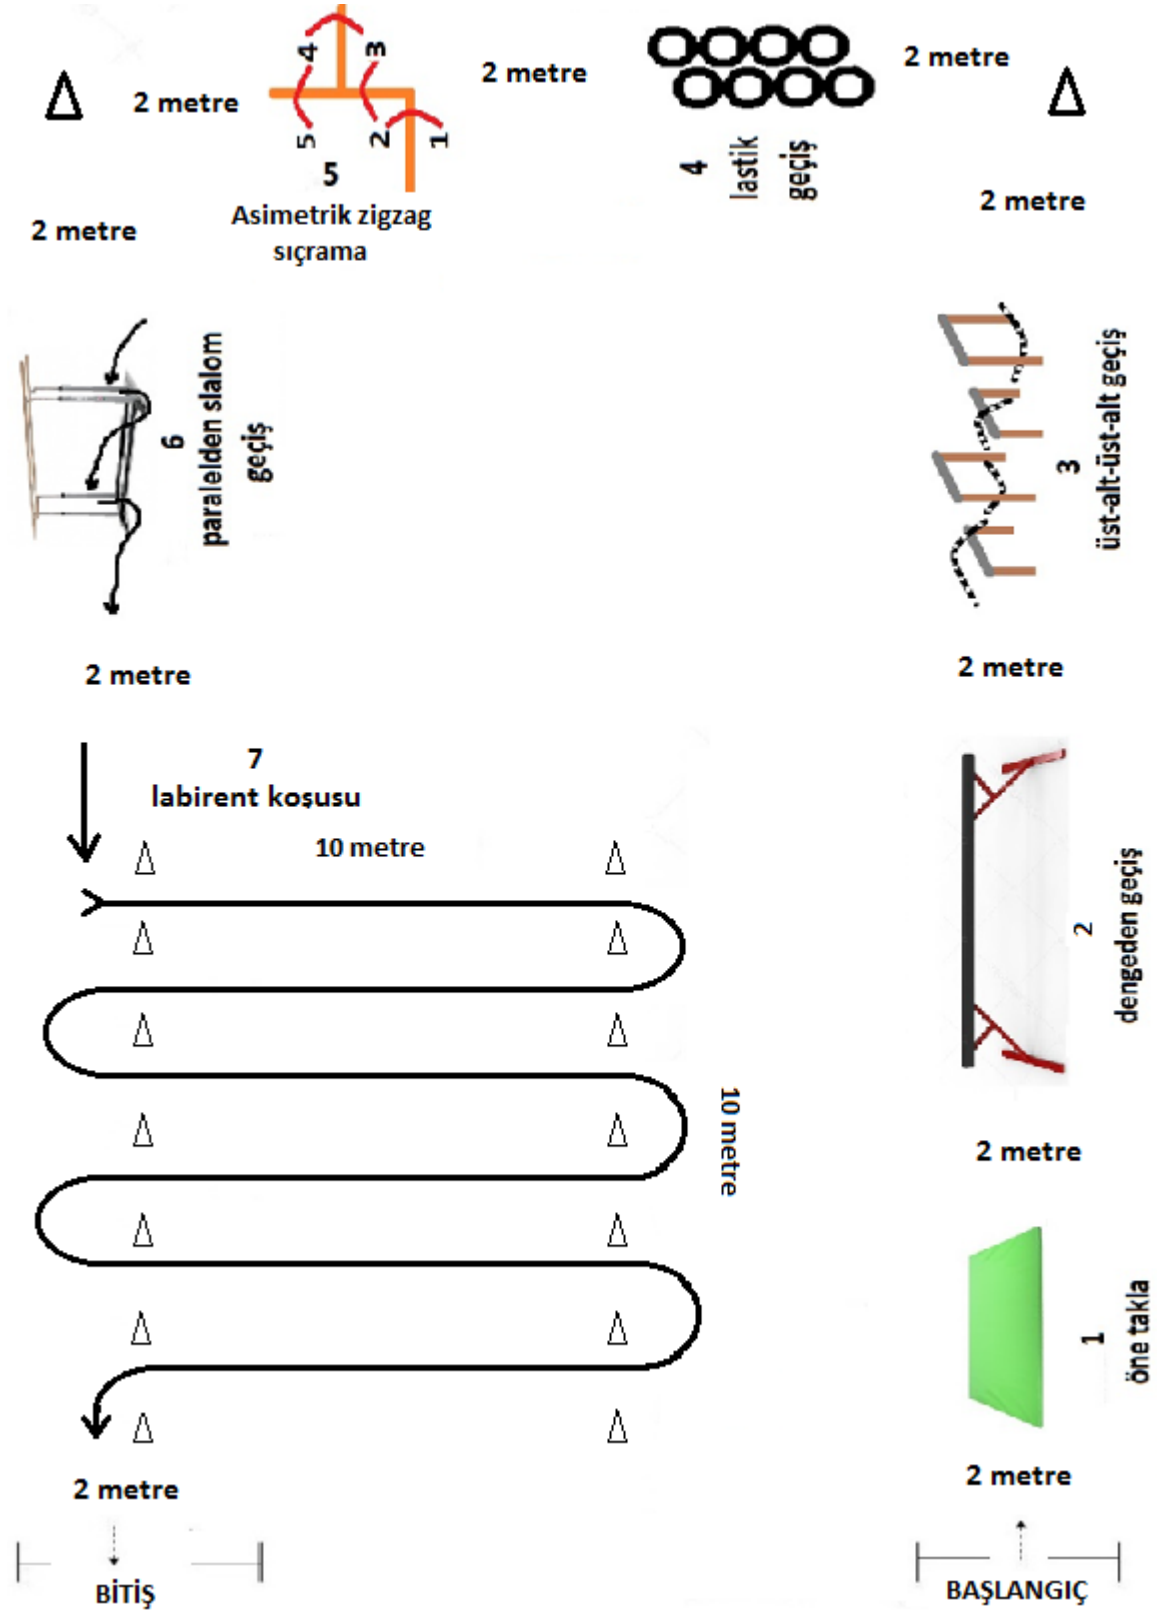 2 metre
4
3
5
2
1
5
Asimetrik zigzag
sıçrama
2 metre
4
lastik
geçiş
2 metre
2 metre
2 metre
6
paralelden slalom
geçiş
3
üst-alt-üst-alt geçiş
2 metre
2 metre
7
labirent koşusu
10 metre
10 metre
2
dengeden geçiş
2 metre
1
öne takla
2 metre
2 metre
BİTİŞ
BAŞLANGIÇ